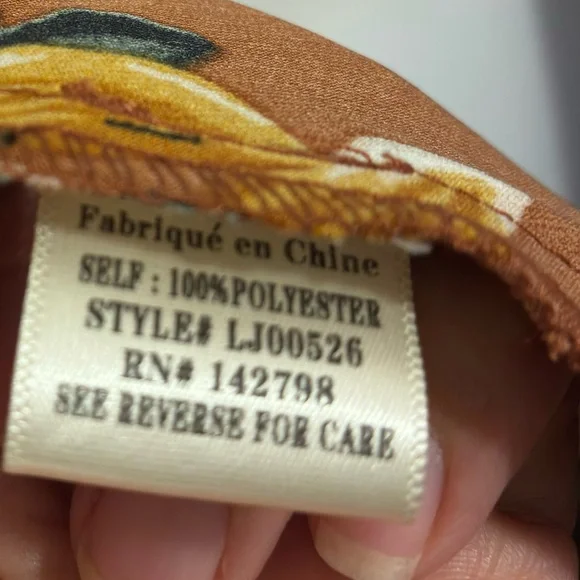 Fabriqué en Chine
SELF : 100%POLYESTER
STYLE# LJ00526
RN# 142798
SEE REVERSE FOR CARE